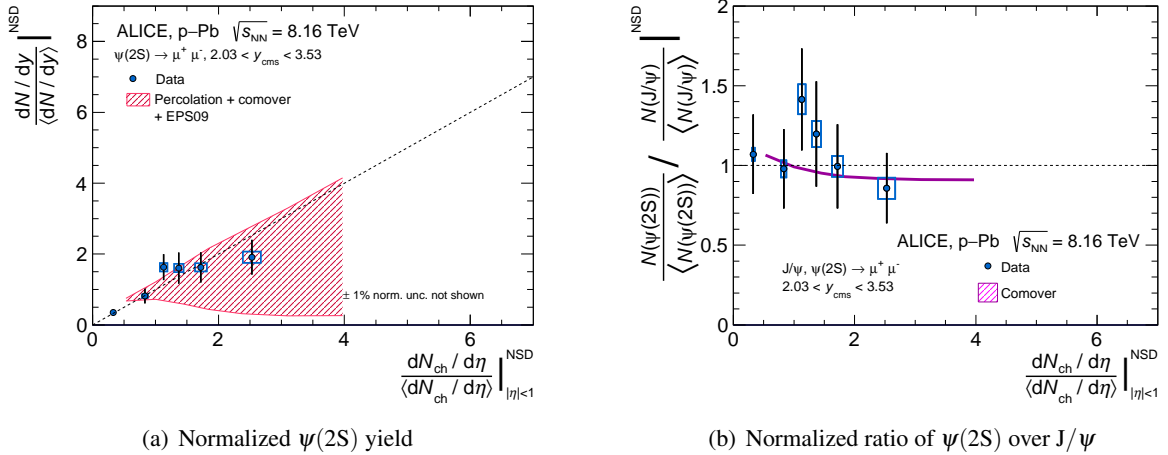 ALICE, p–Pb √s_NN = 8.16 TeV
ψ(2S) → μ⁺ μ⁻, 2.03 < y_cms < 3.53
Data
Percolation + comover
+ EPS09
± 1% norm. unc. not shown
dN / dy
⟨dN / dy⟩
NSD
8
6
4
2
0
0 2 4 6
dN_ch / dη
⟨dN_ch / dη⟩
NSD
|η|<1
(a) Normalized ψ(2S) yield
N(ψ(2S))
⟨N(ψ(2S))⟩
/
N(J/ψ)
⟨N(J/ψ)⟩
NSD
2
1.5
1
0.5
0
ALICE, p–Pb √s_NN = 8.16 TeV
J/ψ, ψ(2S) → μ⁺ μ⁻
2.03 < y_cms < 3.53
Data
Comover
0 2 4 6
dN_ch / dη
⟨dN_ch / dη⟩
NSD
|η|<1
(b) Normalized ratio of ψ(2S) over J/ψ